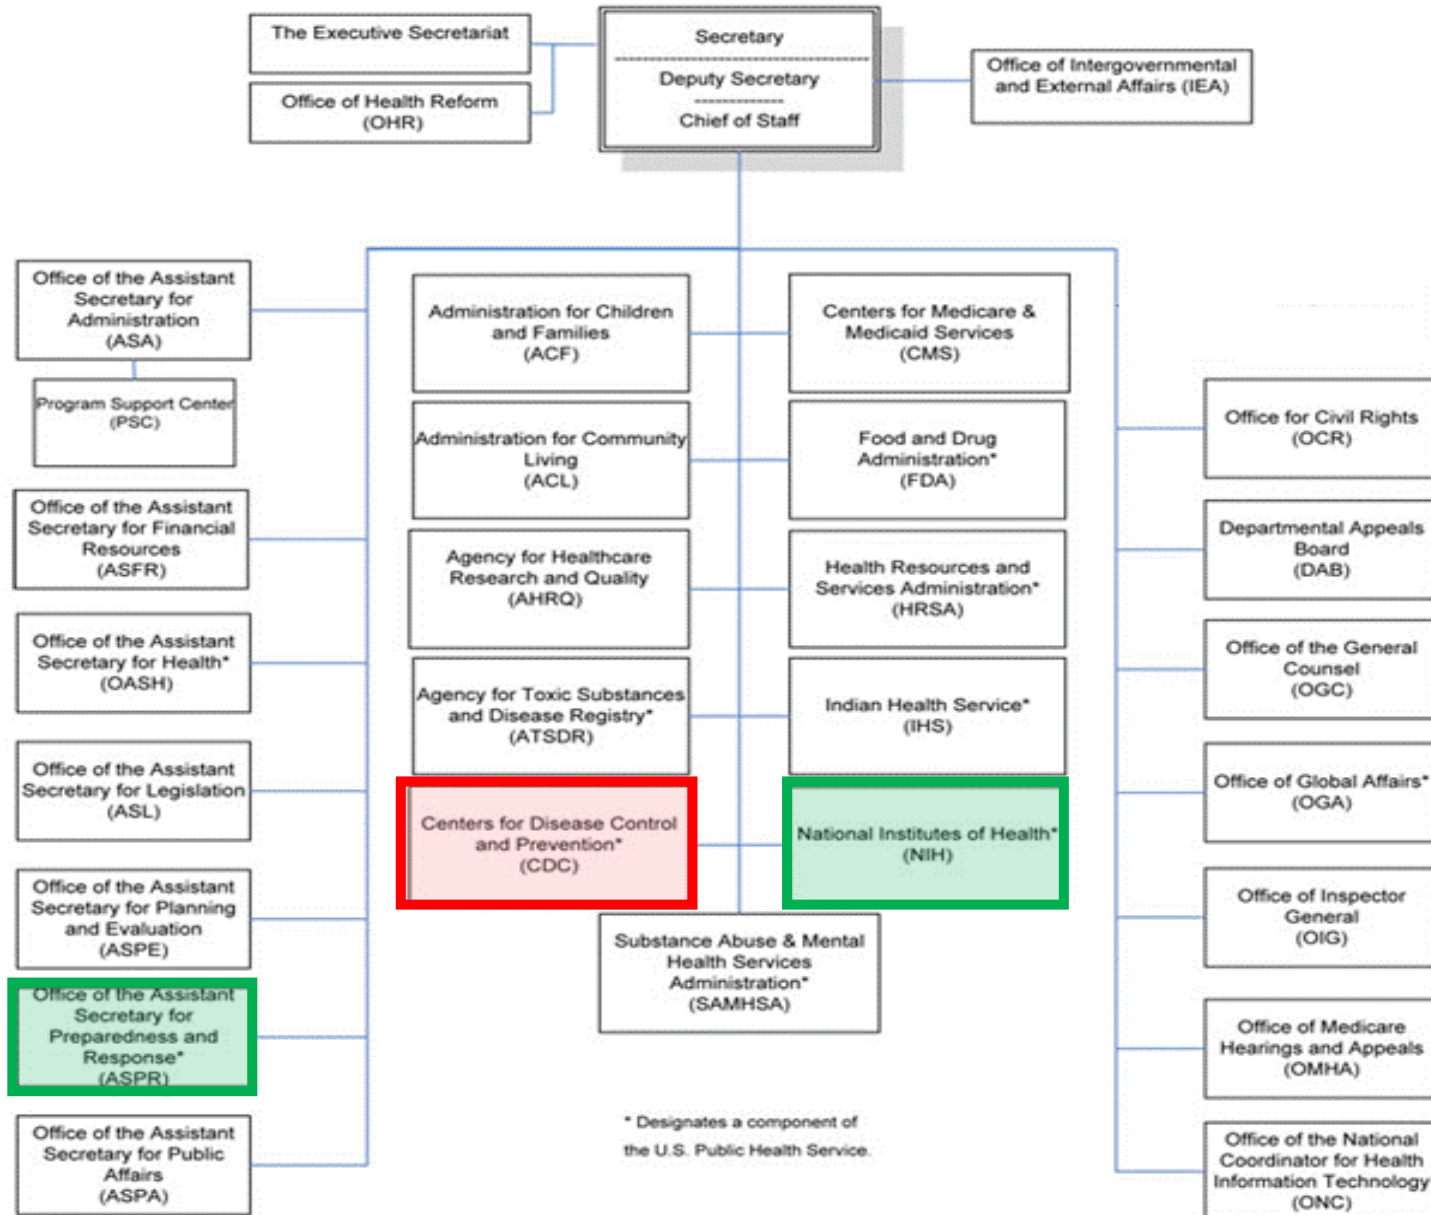 The Executive Secretariat
Office of Health Reform
(OHR)
Secretary
Deputy Secretary
Chief of Staff
Office of Intergovernmental
and External Affairs (IEA)
Office of the Assistant
Secretary for
Administration
(ASA)
Program Support Center
(PSC)
Office of the Assistant
Secretary for Financial
Resources
(ASFR)
Office of the Assistant
Secretary for Health*
(OASH)
Office of the Assistant
Secretary for Legislation
(ASL)
Office of the Assistant
Secretary for Planning
and Evaluation
(ASPE)
Office of the Assistant
Secretary for
Preparedness and
Response*
(ASPR)
Office of the Assistant
Secretary for Public
Affairs
(ASPA)
Administration for Children
and Families
(ACF)
Administration for Community
Living
(ACL)
Agency for Healthcare
Research and Quality
(AHRQ)
Agency for Toxic Substances
and Disease Registry*
(ATSDR)
Centers for Disease Control
and Prevention*
(CDC)
Centers for Medicare &
Medicaid Services
(CMS)
Food and Drug
Administration*
(FDA)
Health Resources and
Services Administration*
(HRSA)
Indian Health Service*
(IHS)
National Institutes of Health*
(NIH)
Substance Abuse & Mental
Health Services
Administration*
(SAMHSA)
* Designates a component of
the U.S. Public Health Service.
Office for Civil Rights
(OCR)
Departmental Appeals
Board
(DAB)
Office of the General
Counsel
(OGC)
Office of Global Affairs*
(OGA)
Office of Inspector
General
(OIG)
Office of Medicare
Hearings and Appeals
(OMHA)
Office of the National
Coordinator for Health
Information Technology
(ONC)